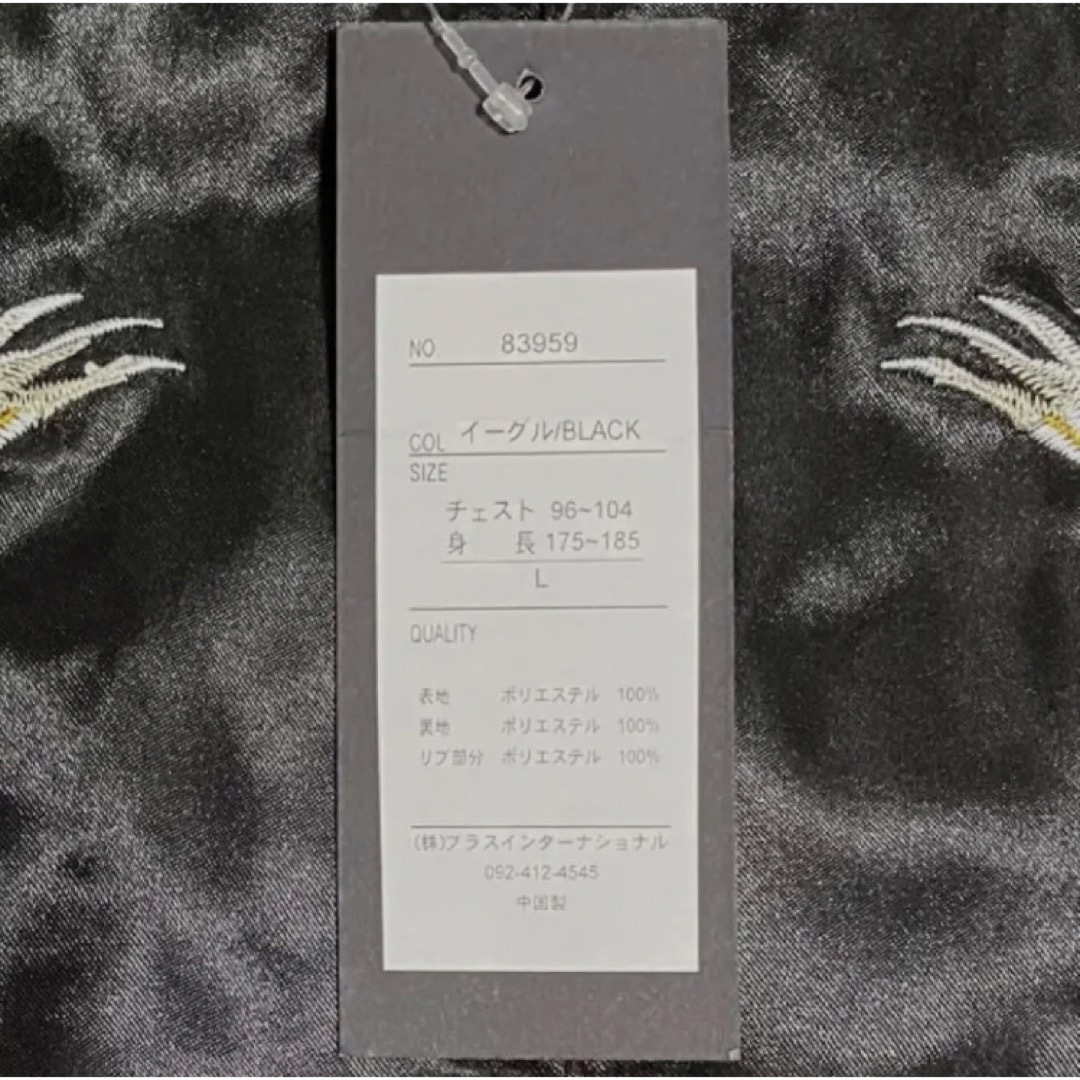 NO. 83959
COL イーグル/BLACK
SIZE
チェスト 96~104
身 長 175~185
L
QUALITY
表地 ポリエステル 100%
裏地 ポリエステル 100%
リブ部分 ポリエステル 100%
(株)プラスインターナショナル
092-412-4545
中国製